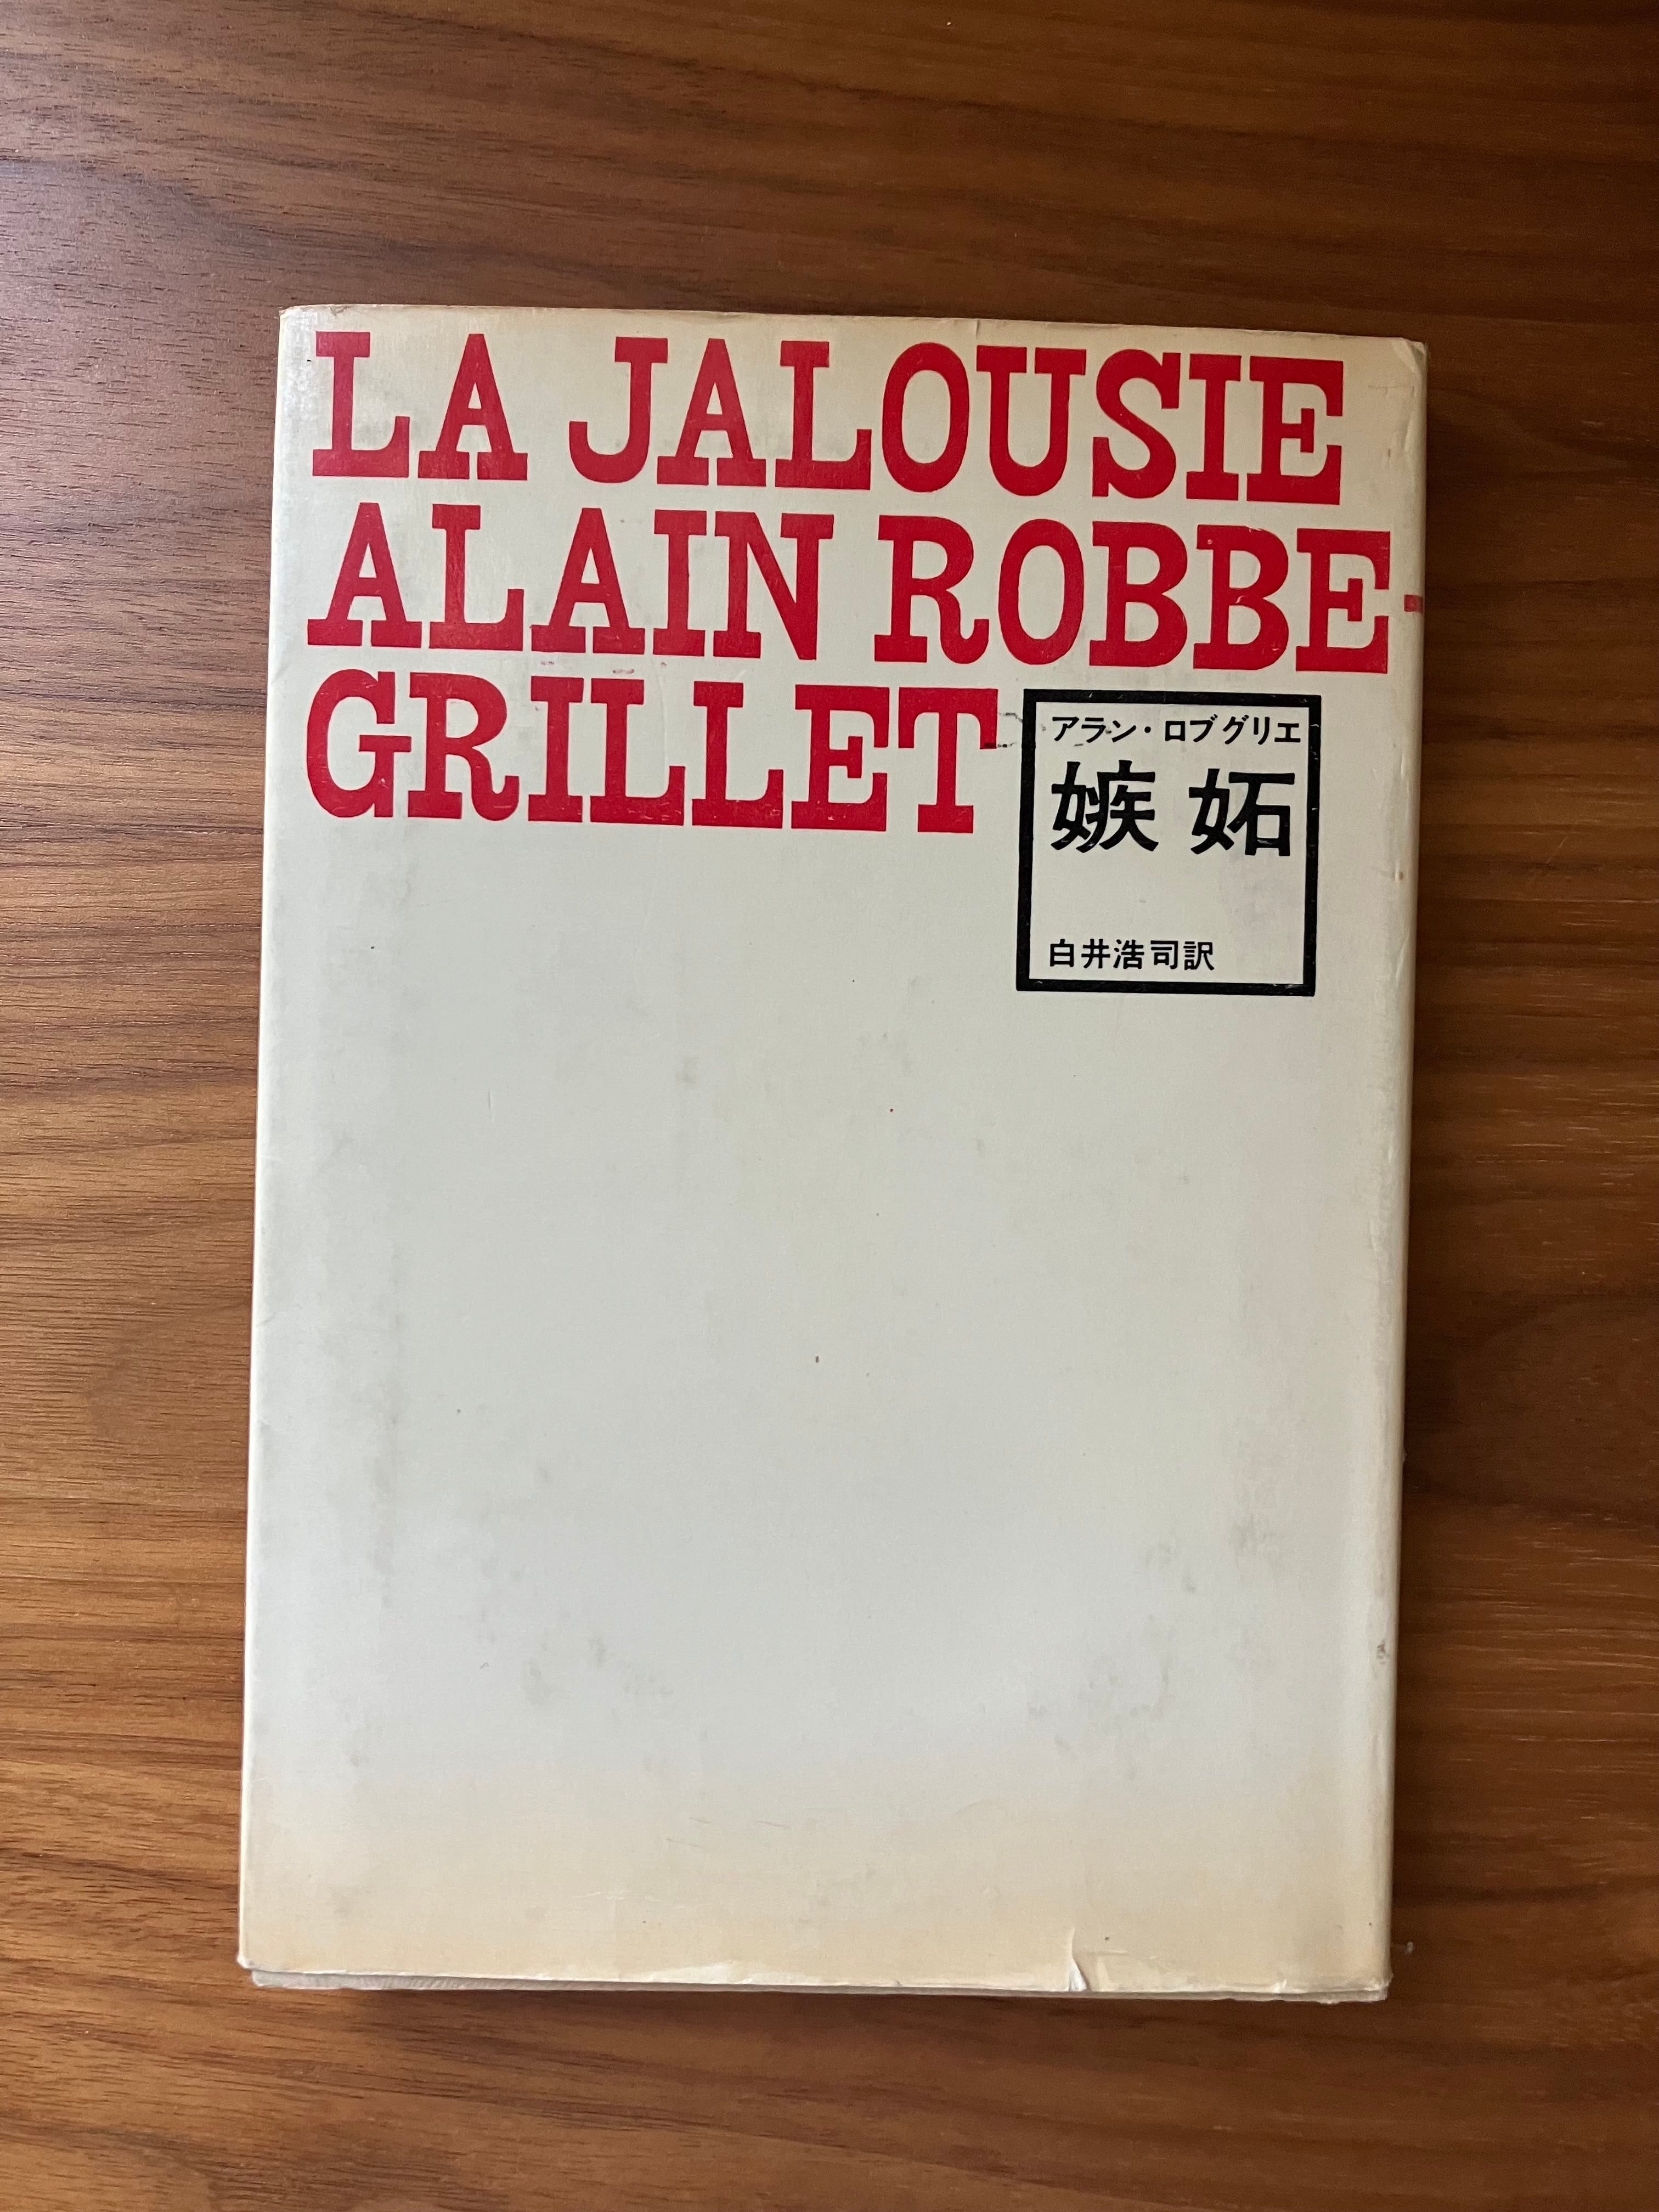 LA JALOUSIE
ALAIN ROBBE-
GRILLET
アラン・ロブグリエ
嫉妬
白井浩司訳